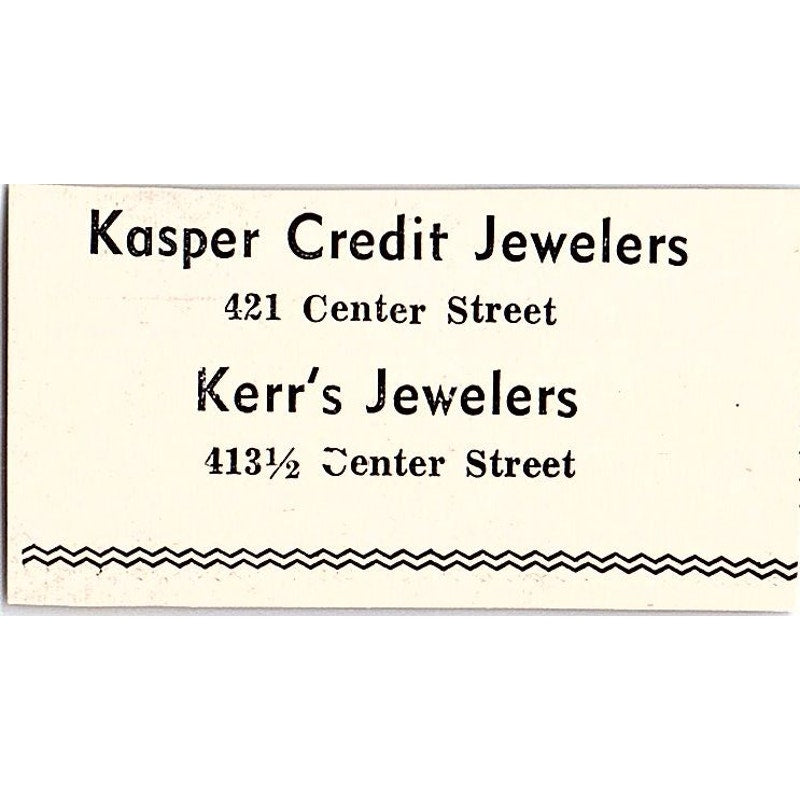 Kasper Credit Jewelers
421 Center Street
Kerr's Jewelers
413½ Center Street